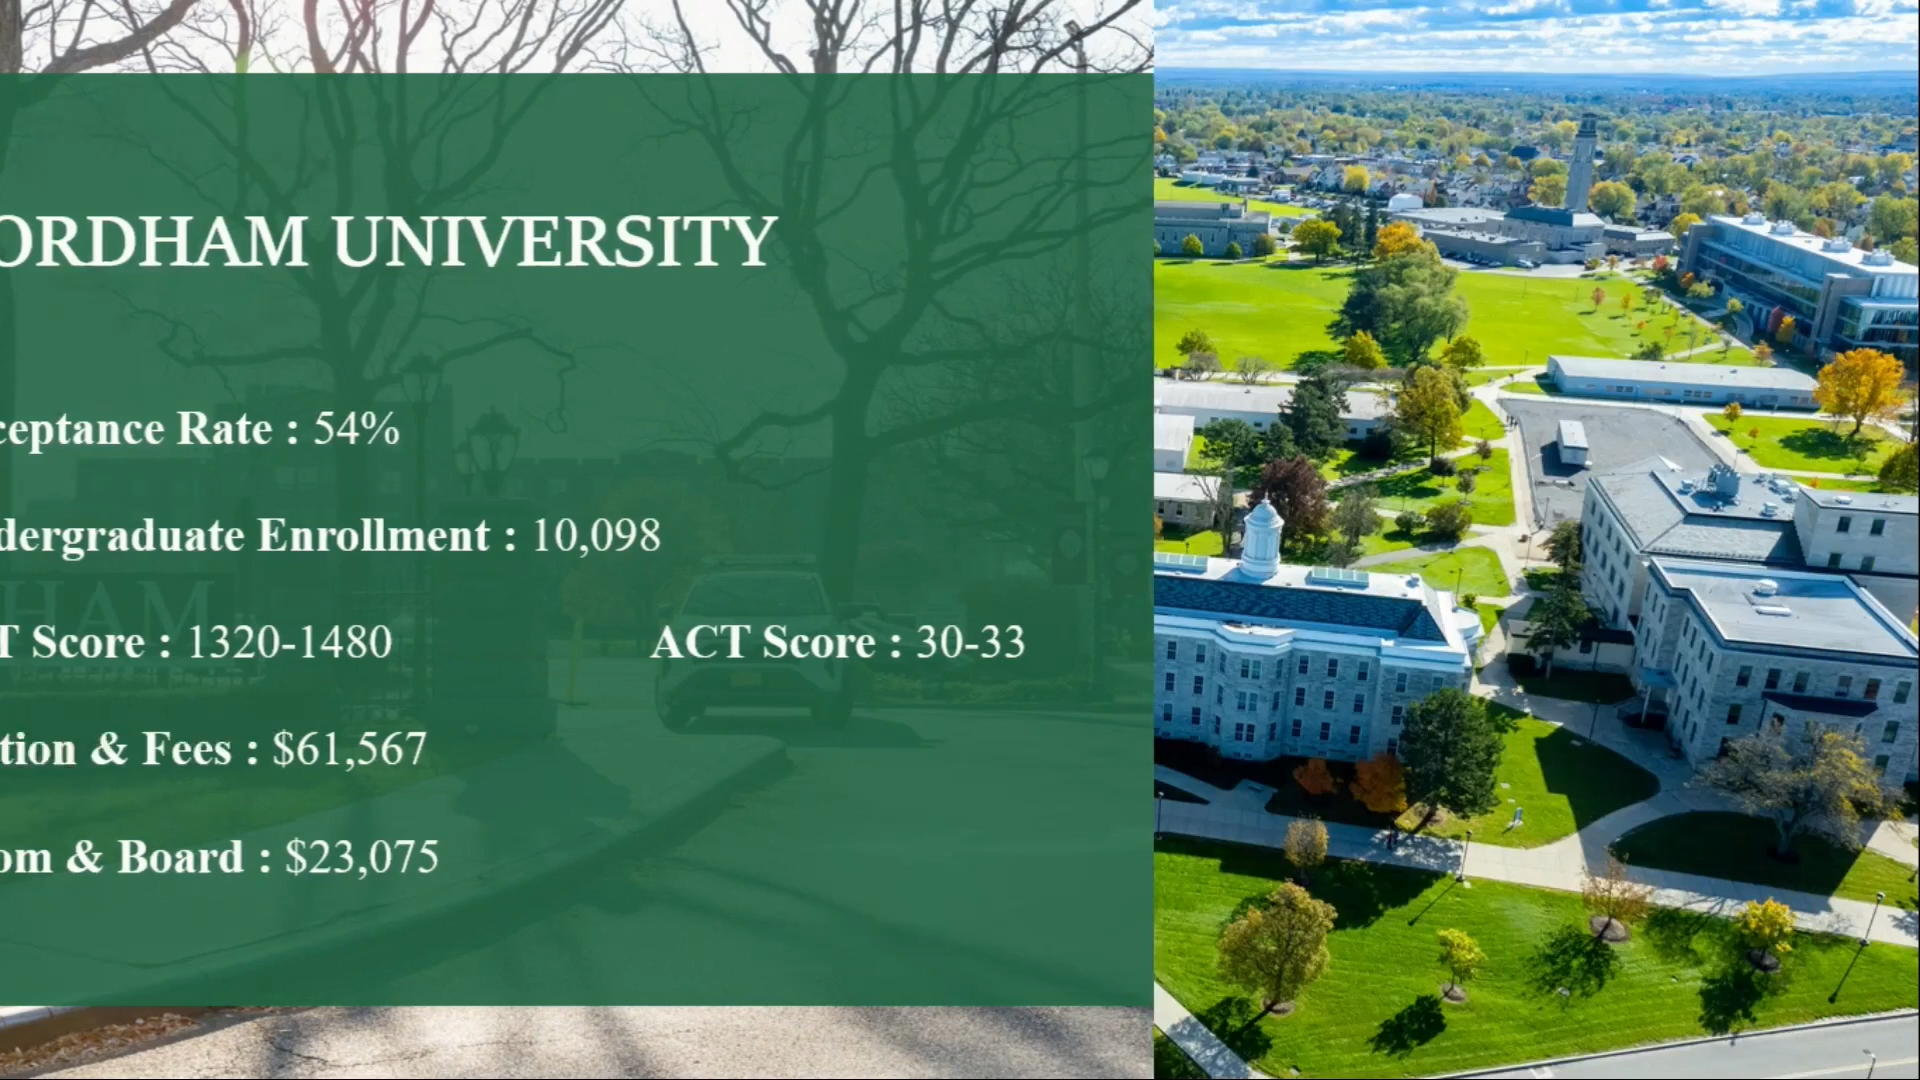 ORDHAM UNIVERSITY
ceptance Rate : 54%
dergraduate Enrollment : 10,098
T Score : 1320-1480 ACT Score : 30-33
tion & Fees : $61,567
om & Board : $23,075
HAM